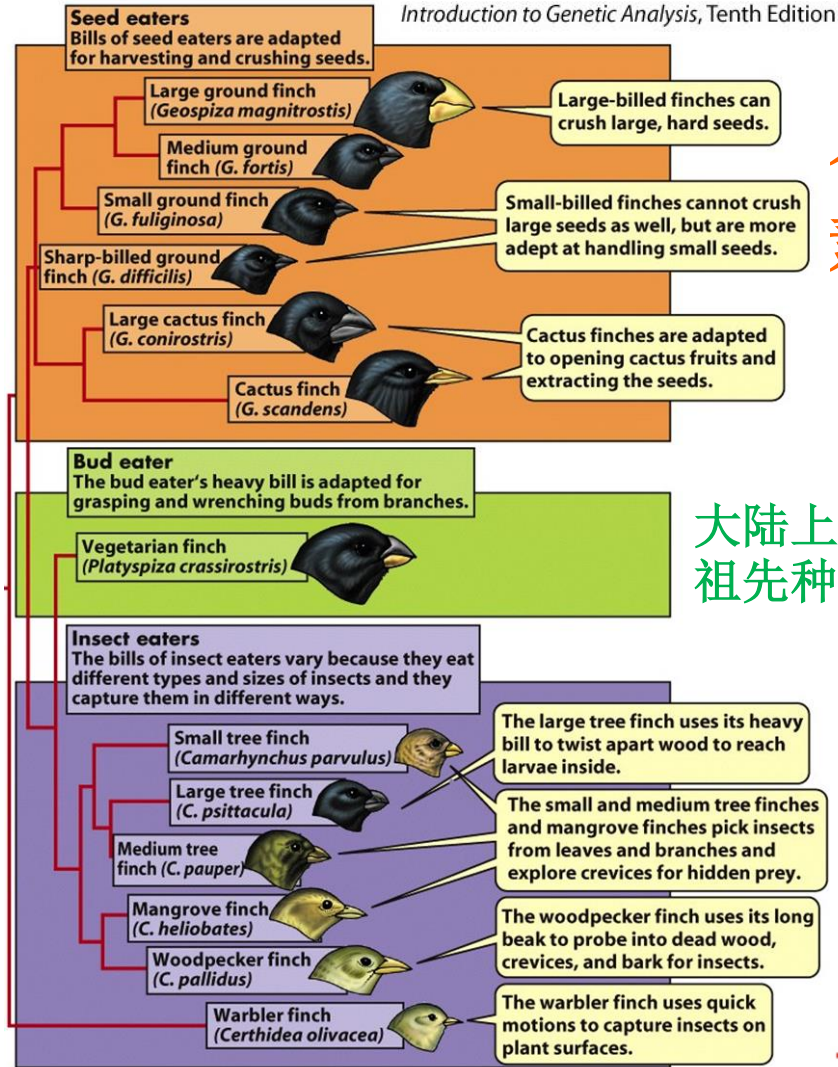 Introduction to Genetic Analysis, Tenth Edition
Seed eaters
Bills of seed eaters are adapted
for harvesting and crushing seeds.
Large ground finch
(Geospiza magnitrostis)
Large-billed finches can
crush large, hard seeds.
Medium ground
finch (G. fortis)
Small ground finch
(G. fuliginosa)
Small-billed finches cannot crush
large seeds as well, but are more
adept at handling small seeds.
Sharp-billed ground
finch (G. difficilis)
Large cactus finch
(G. conirostris)
Cactus finches are adapted
to opening cactus fruits and
extracting the seeds.
Cactus finch
(G. scandens)
Bud eater
The bud eater's heavy bill is adapted for
grasping and wrenching buds from branches.
Vegetarian finch
(Platyspiza crassirostris)
大陆上
祖先种
Insect eaters
The bills of insect eaters vary because they eat
different types and sizes of insects and they
capture them in different ways.
Small tree finch
(Camarhynchus parvulus)
The large tree finch uses its heavy
bill to twist apart wood to reach
larvae inside.
Large tree finch
(C. psittacula)
The small and medium tree finches
and mangrove finches pick insects
from leaves and branches and
explore crevices for hidden prey.
Medium tree
finch (C. pauper)
Mangrove finch
(C. heliobates)
The woodpecker finch uses its long
beak to probe into dead wood,
crevices, and bark for insects.
Woodpecker finch
(C. pallidus)
Warbler finch
(Certhidea olivacea)
The warbler finch uses quick
motions to capture insects on
plant surfaces.